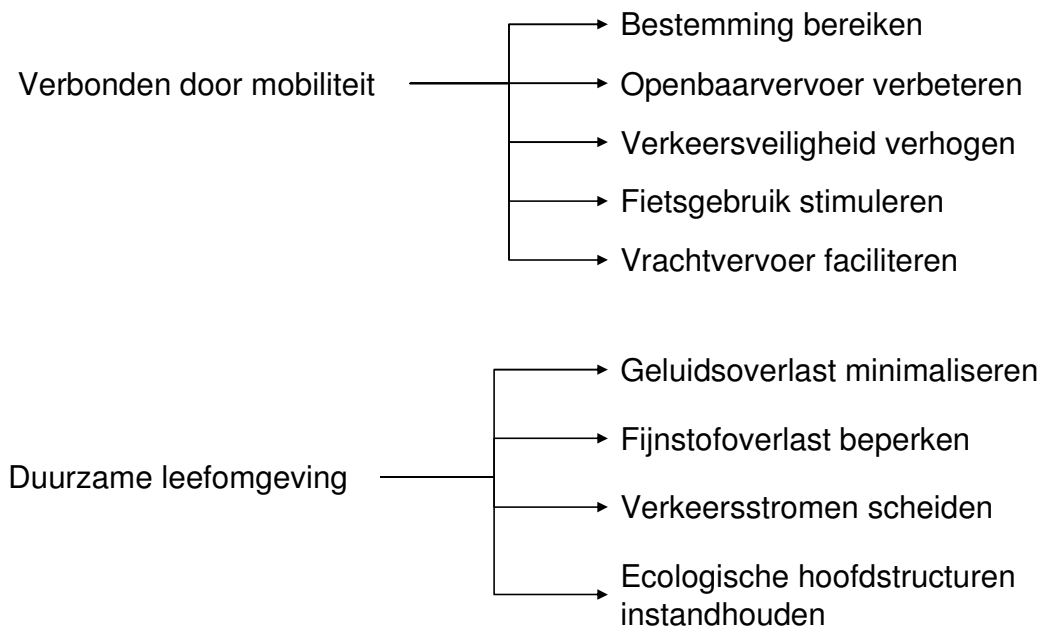 Bestemming bereiken
Verbonden door mobiliteit
Openbaarvervoer verbeteren
Verkeersveiligheid verhogen
Fietsgebruik stimuleren
Vrachtvervoer faciliteren
Geluidsoverlast minimaliseren
Fijnstofoverlast beperken
Duurzame leefomgeving
Verkeersstromen scheiden
Ecologische hoofdstructuren
instandhouden